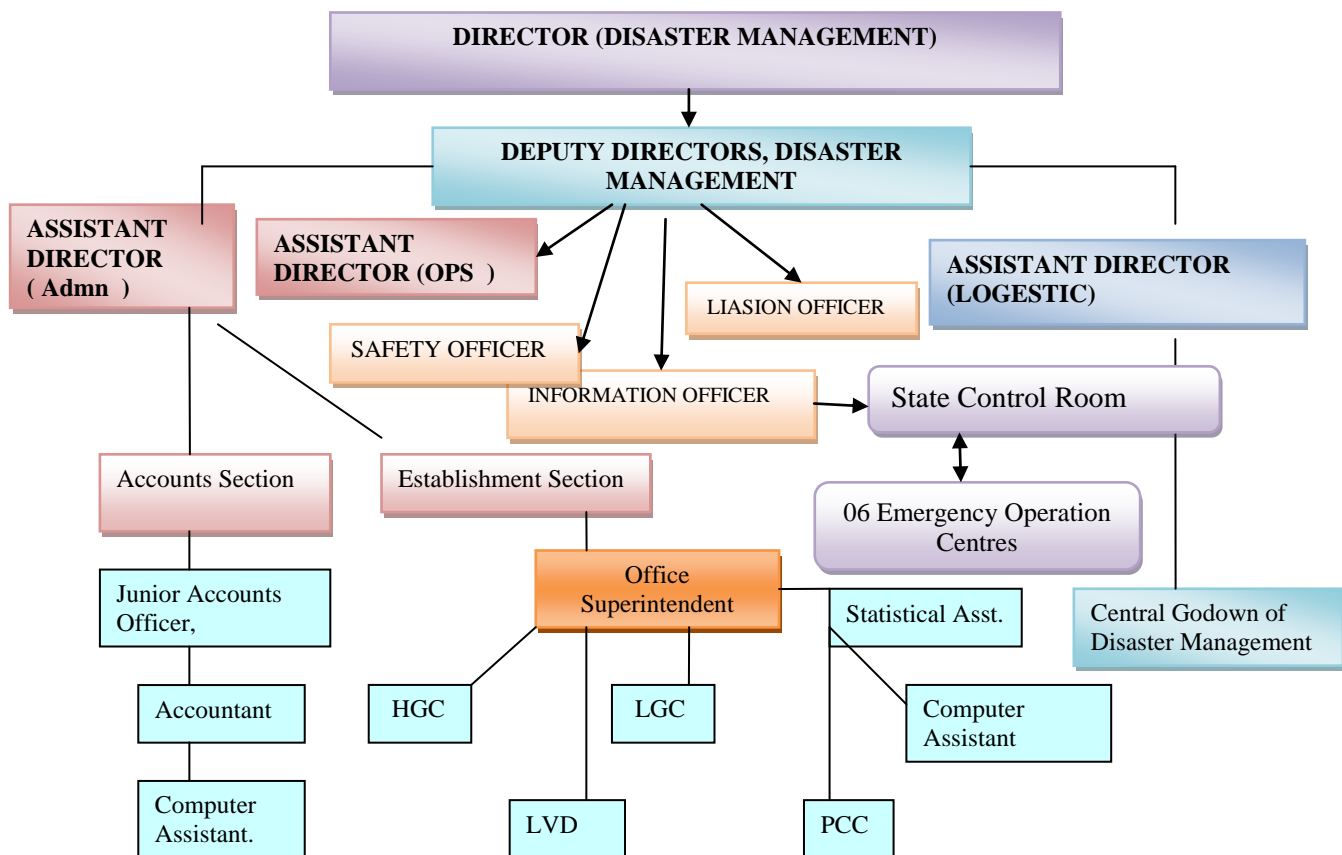 DIRECTOR (DISASTER MANAGEMENT)
DEPUTY DIRECTORS, DISASTER
MANAGEMENT
ASSISTANT
DIRECTOR
( Admn )
ASSISTANT
DIRECTOR (OPS )
ASSISTANT DIRECTOR
(LOGESTIC)
LIASION OFFICER
SAFETY OFFICER
INFORMATION OFFICER
State Control Room
Accounts Section
Establishment Section
06 Emergency Operation
Centres
Office
Superintendent
Junior Accounts
Officer,
Statistical Asst.
Central Godown of
Disaster Management
Accountant
HGC
LGC
Computer
Assistant
Computer
Assistant.
LVD
PCC